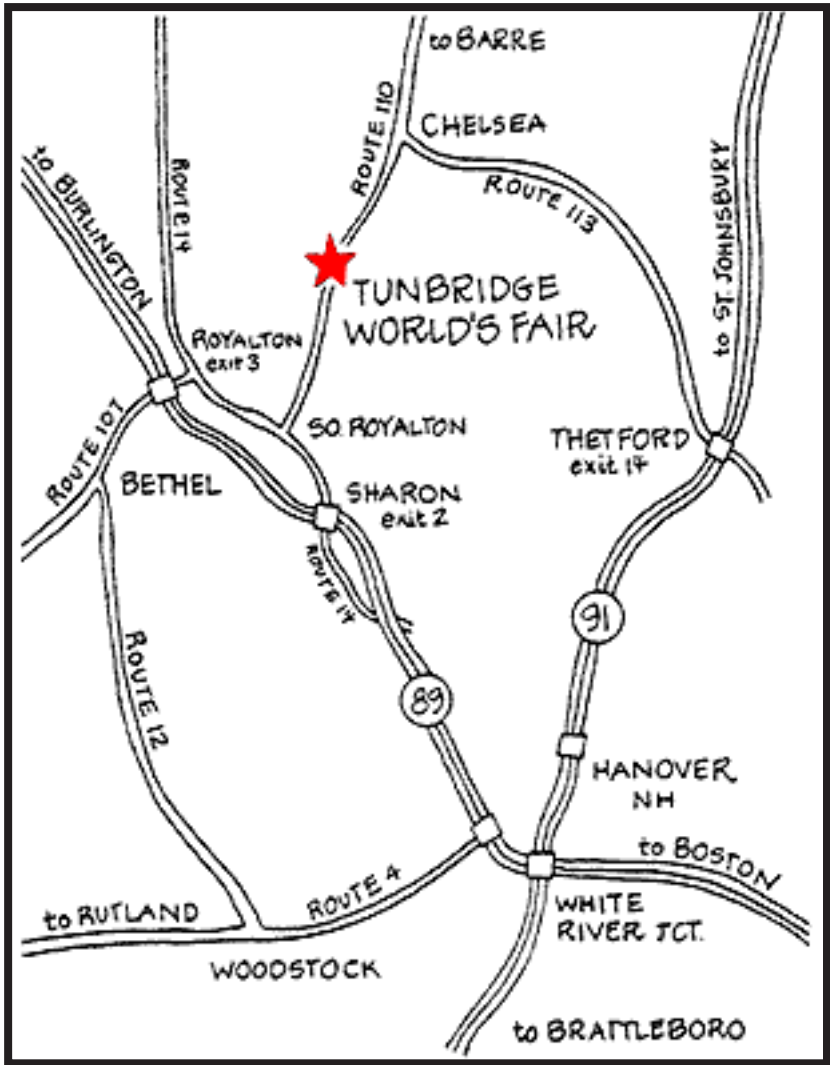 to BARRE
CHELSEA
ROUTE 110
ROUTE 113
to ST. JOHNSBURY
to BURLINGTON
ROUTE 14
TUNBRIDGE
WORLD'S FAIR
ROYALTON
exit 3
SO. ROYALTON
THETFORD
exit 14
ROUTE 107
BETHEL
SHARON
exit 2
ROUTE 14
91
ROUTE 12
89
HANOVER
NH
to BOSTON
ROUTE 4
to RUTLAND
WHITE
RIVER JCT.
WOODSTOCK
to BRATTLEBORO